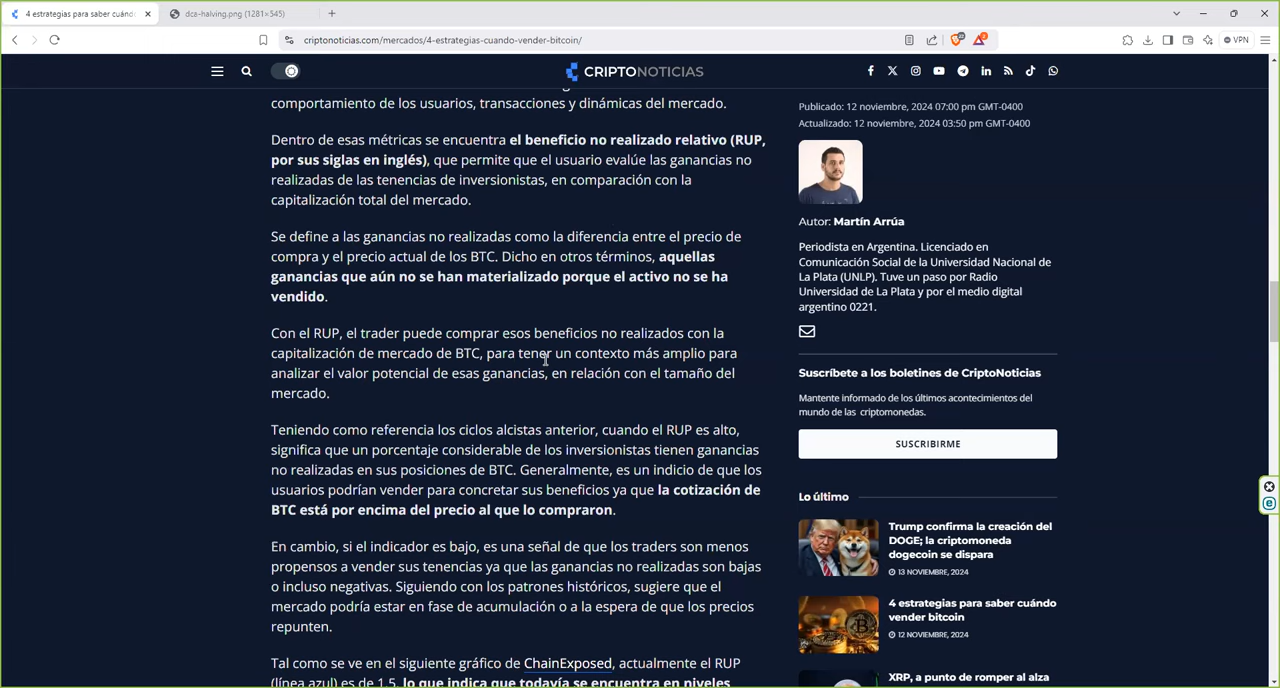 4 estrategias para saber cuándo
dca-halving.png (1281×545)
criptonoticias.com/mercados/4-estrategias-cuando-vender-bitcoin/
VPN
CRIPTONOTICIAS
comportamiento de los usuarios, transacciones y dinámicas del mercado.
Dentro de esas métricas se encuentra el beneficio no realizado relativo (RUP,
por sus siglas en inglés), que permite que el usuario evalúe las ganancias no
realizadas de las tenencias de inversionistas, en comparación con la
capitalización total del mercado.
Se define a las ganancias no realizadas como la diferencia entre el precio de
compra y el precio actual de los BTC. Dicho en otros términos, aquellas
ganancias que aún no se han materializado porque el activo no se ha
vendido.
Con el RUP, el trader puede comprar esos beneficios no realizados con la
capitalización de mercado de BTC, para tener un contexto más amplio para
analizar el valor potencial de esas ganancias, en relación con el tamaño del
mercado.
Teniendo como referencia los ciclos alcistas anterior, cuando el RUP es alto,
significa que un porcentaje considerable de los inversionistas tienen ganancias
no realizadas en sus posiciones de BTC. Generalmente, es un indicio de que los
usuarios podrían vender para concretar sus beneficios ya que la cotización de
BTC está por encima del precio al que lo compraron.
En cambio, si el indicador es bajo, es una señal de que los traders son menos
propensos a vender sus tenencias ya que las ganancias no realizadas son bajas
o incluso negativas. Siguiendo con los patrones históricos, sugiere que el
mercado podría estar en fase de acumulación o a la espera de que los precios
repunten.
Tal como se ve en el siguiente gráfico de ChainExposed, actualmente el RUP
(línea azul) es de 1,5, lo que indica que todavía se encuentra en niveles
Publicado: 12 noviembre, 2024 07:00 pm GMT-0400
Actualizado: 12 noviembre, 2024 03:50 pm GMT-0400
Autor: Martín Arrúa
Periodista en Argentina. Licenciado en
Comunicación Social de la Universidad Nacional de
La Plata (UNLP). Tuve un paso por Radio
Universidad de La Plata y por el medio digital
argentino 0221.
Suscríbete a los boletines de CriptoNoticias
Mantente informado de los últimos acontecimientos del
mundo de las criptomonedas.
SUSCRIBIRME
Lo último
Trump confirma la creación del
DOGE; la criptomoneda
dogecoin se dispara
13 NOVIEMBRE, 2024
4 estrategias para saber cuándo
vender bitcoin
12 NOVIEMBRE, 2024
XRP, a punto de romper al alza